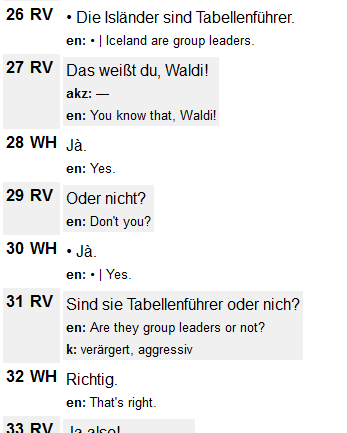 26 RV • Die Isländer sind Tabellenführer.
en: • | Iceland are group leaders.
27 RV Das weißt du, Waldi!
akz: —
en: You know that, Waldi!
28 WH Jà.
en: Yes.
29 RV Oder nicht?
en: Don't you?
30 WH • Jà.
en: • | Yes.
31 RV Sind sie Tabellenführer oder nich?
en: Are they group leaders or not?
k: verärgert, aggressiv
32 WH Richtig.
en: That's right.
33 RV Ja also!